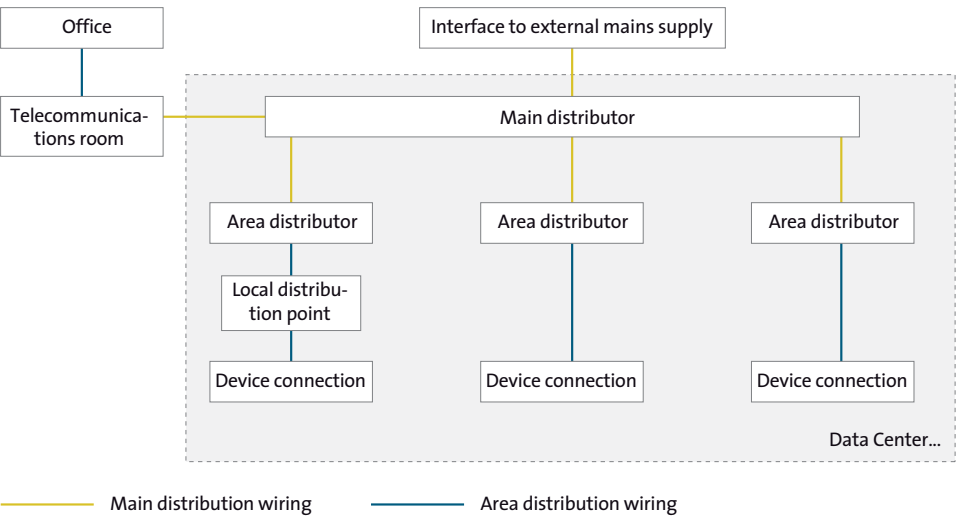 Office
Interface to external mains supply
Telecommunica-
tions room
Main distributor
Area distributor
Area distributor
Area distributor
Local distribu-
tion point
Device connection
Device connection
Device connection
Data Center...
Main distribution wiring
Area distribution wiring